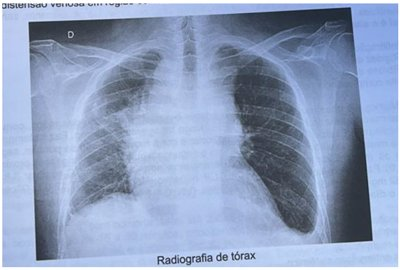 distensão venosa em região
D
Radiografia de tórax